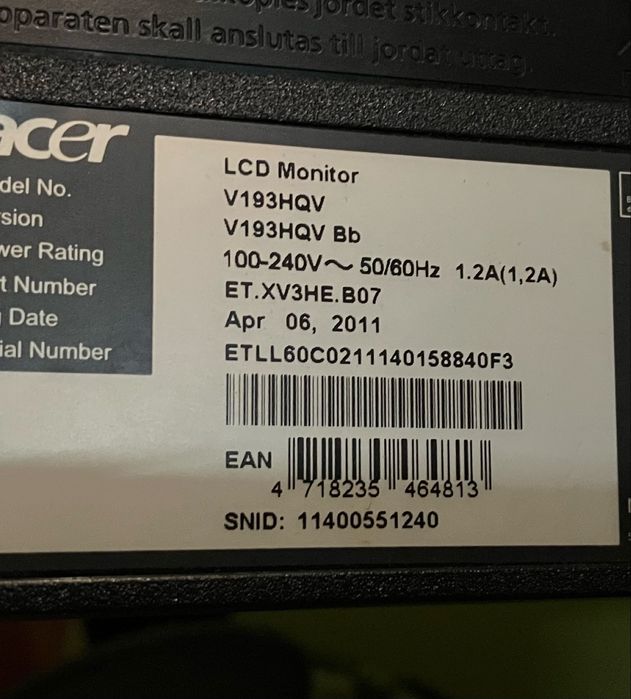 jordet stikkontakt.
apparaten skall anslutas till jordat uttag.
acer
del No.
LCD Monitor
V193HQV
sion
V193HQV Bb
wer Rating
100-240V～ 50/60Hz 1.2A(1,2A)
t Number
ET.XV3HE.B07
Date
Apr 06, 2011
ial Number
ETLL60C0211140158840F3
EAN
4 718235 464813
SNID: 11400551240